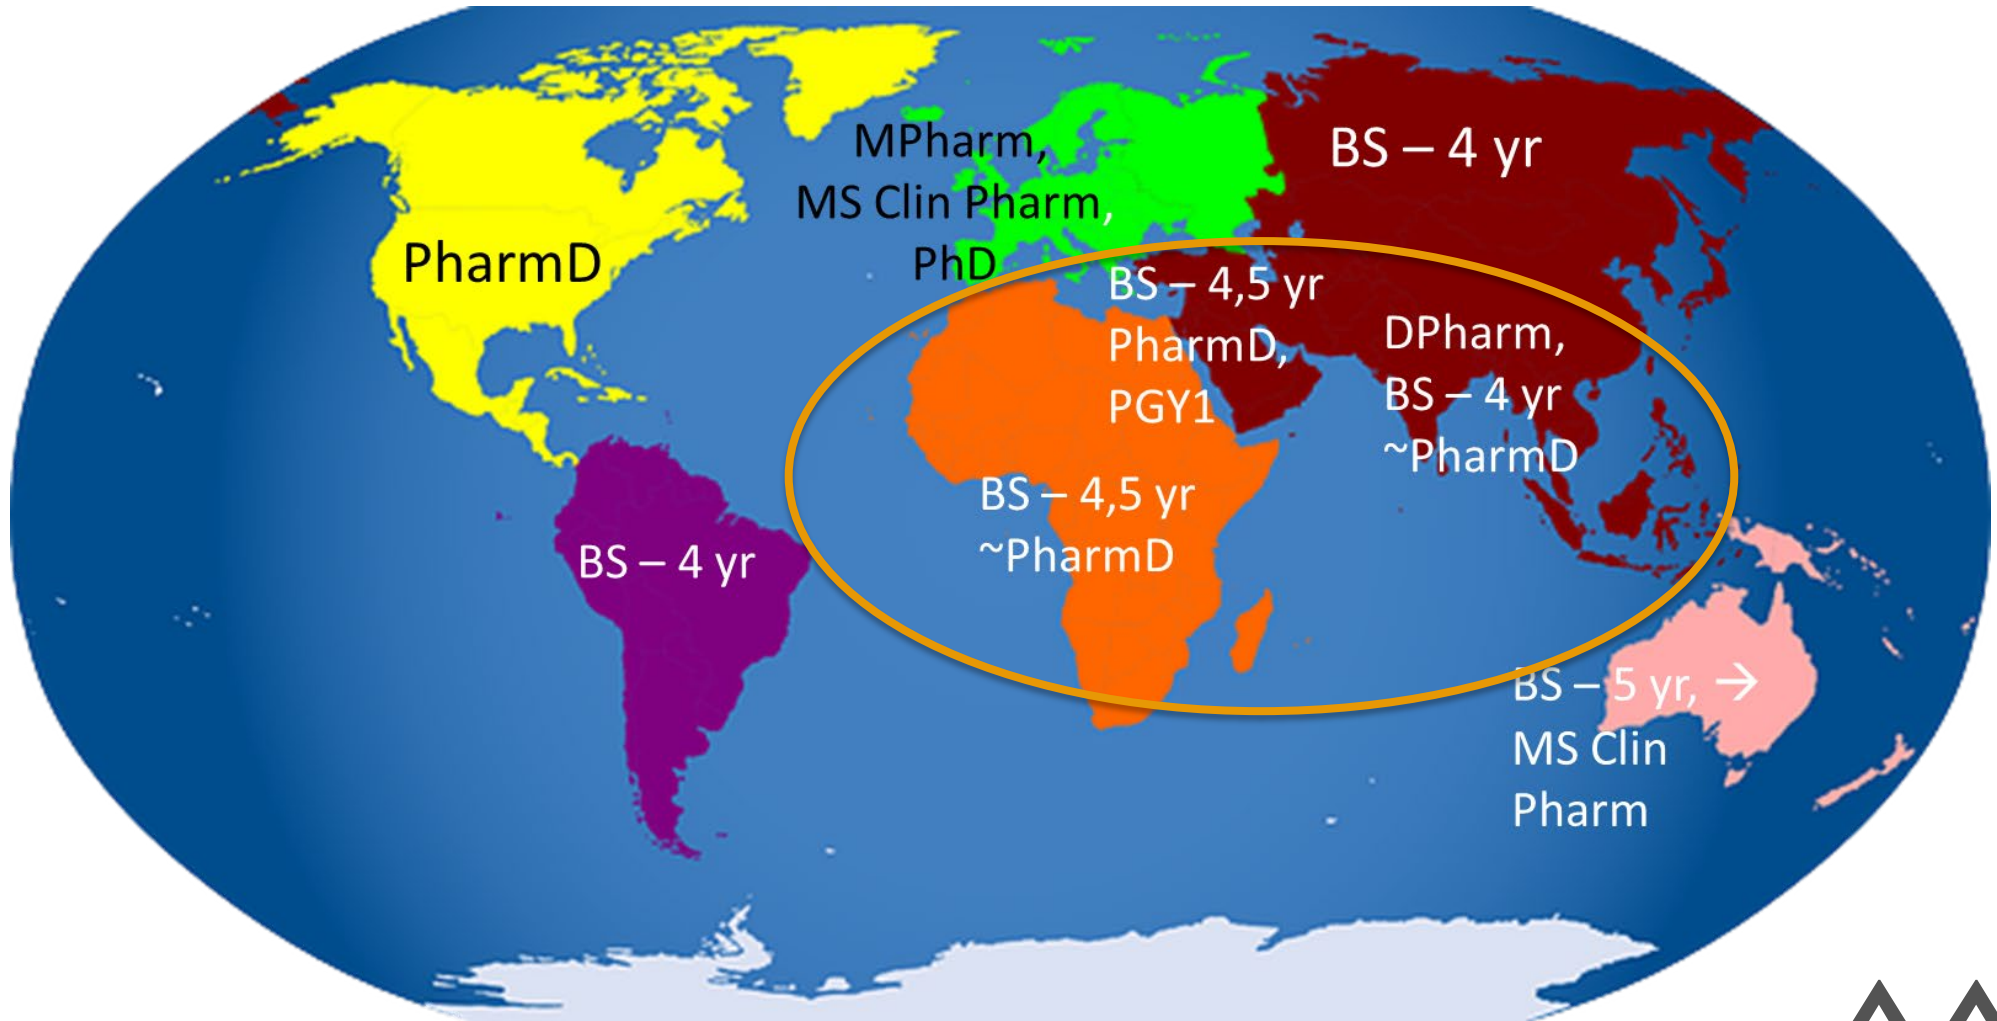 MPharm,
MS Clin Pharm,
PhD
BS – 4 yr
PharmD
BS – 4,5 yr
PharmD,
PGY1
DPharm,
BS – 4 yr
~PharmD
BS – 4,5 yr
~PharmD
BS – 4 yr
BS – 5 yr, →
MS Clin
Pharm